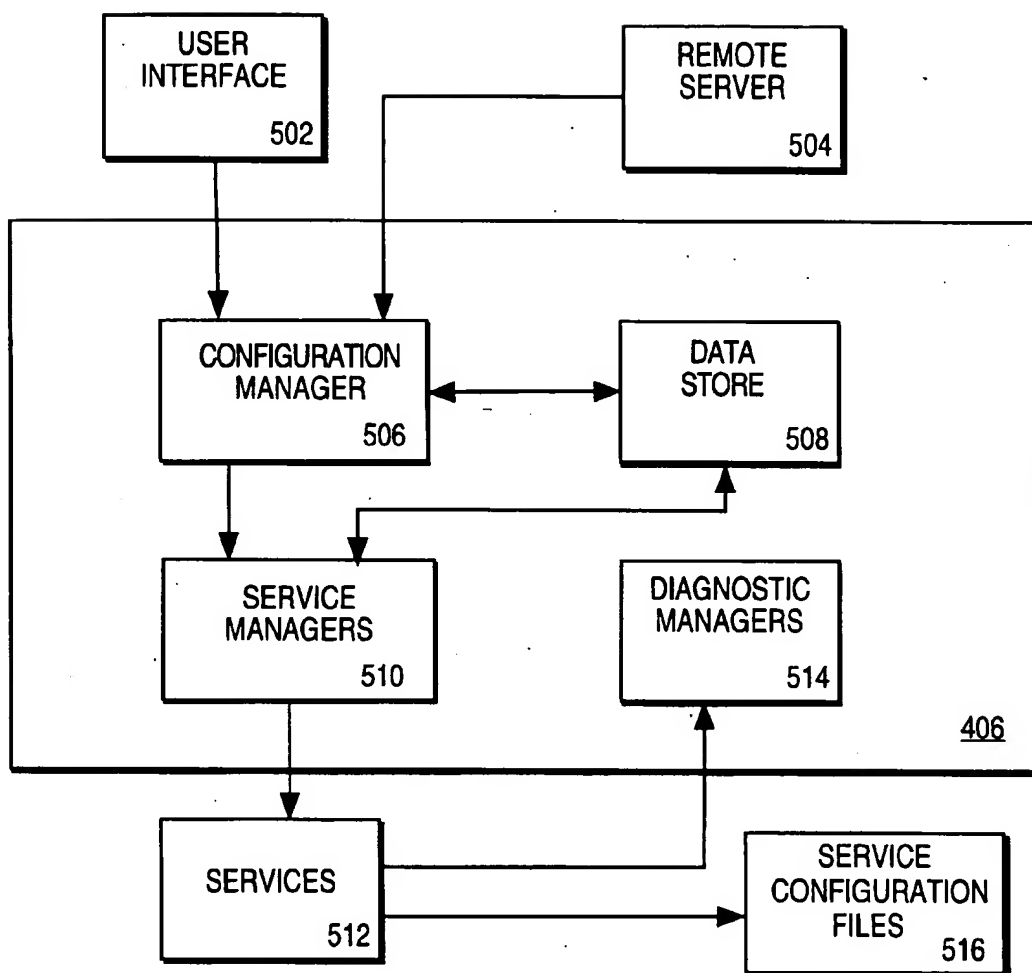 USER
INTERFACE
502
REMOTE
SERVER
504
CONFIGURATION
MANAGER
506
DATA
STORE
508
SERVICE
MANAGERS
510
DIAGNOSTIC
MANAGERS
514
406
SERVICES
512
SERVICE
CONFIGURATION
FILES
516